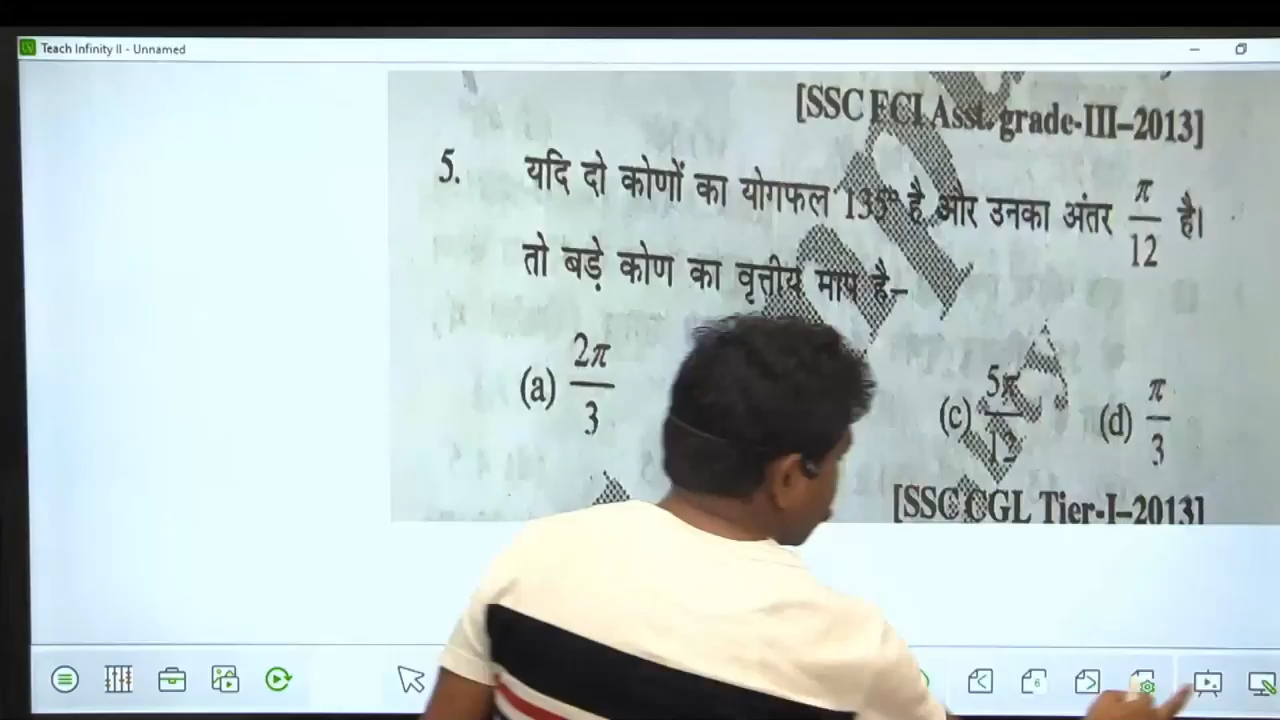 Teach Infinity II - Unnamed
[SSC FCI Asst. grade-III–2013]
5. यदि दो कोणों का योगफल 135° है और उनका अंतर π/12 है।
तो बड़े कोण का वृत्तीय माप है–
(a) 2π/3 (c) 5π/12 (d) π/3
[SSC CGL Tier-I–2013]
6